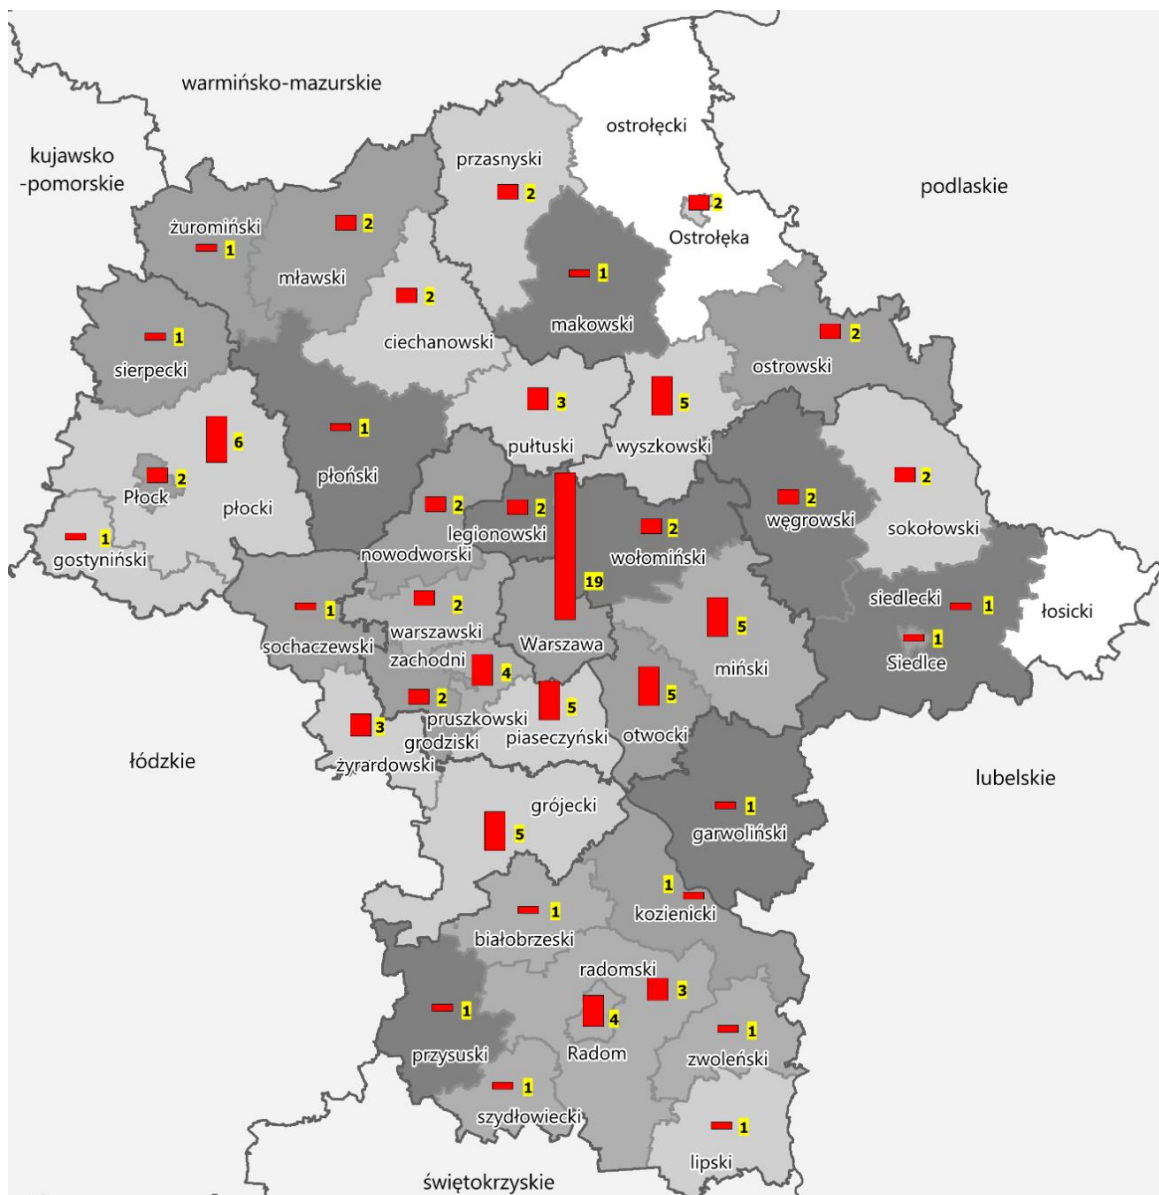 warmińsko-mazurskie
kujawsko
-pomorskie
podlaskie
ostrołęcki
przasnyski
2
2
Ostrołęka
żuromiński
1
2
mławski
1
makowski
2
ciechanowski
1
sierpecki
2
ostrowski
3
pułtuski
5
wyszkowski
6
2
Płock
płocki
1
płoński
2
węgrowski
2
sokołowski
1
gostyniński
2
nowodworski
2
legionowski
2
wołomiński
19
Warszawa
siedlecki
1
1
Siedlce
łosicki
1
sochaczewski
2
warszawski
zachodni
5
miński
4
pruszkowski
2
grodziski
5
piaseczyński
5
otwocki
3
żyrardowski
łódzkie
lubelskie
grójecki
5
1
garwoliński
1
kozienicki
1
białobrzeski
radomski
3
4
Radom
1
przysuski
1
zwoleński
1
szydłowiecki
1
lipski
świętokrzyskie